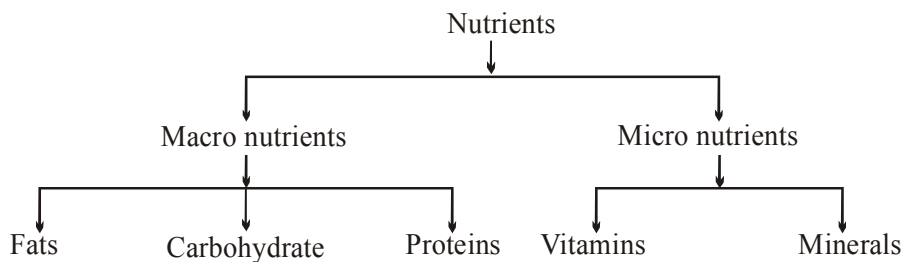 Nutrients
Macro nutrients
Micro nutrients
Fats
Carbohydrate
Proteins
Vitamins
Minerals